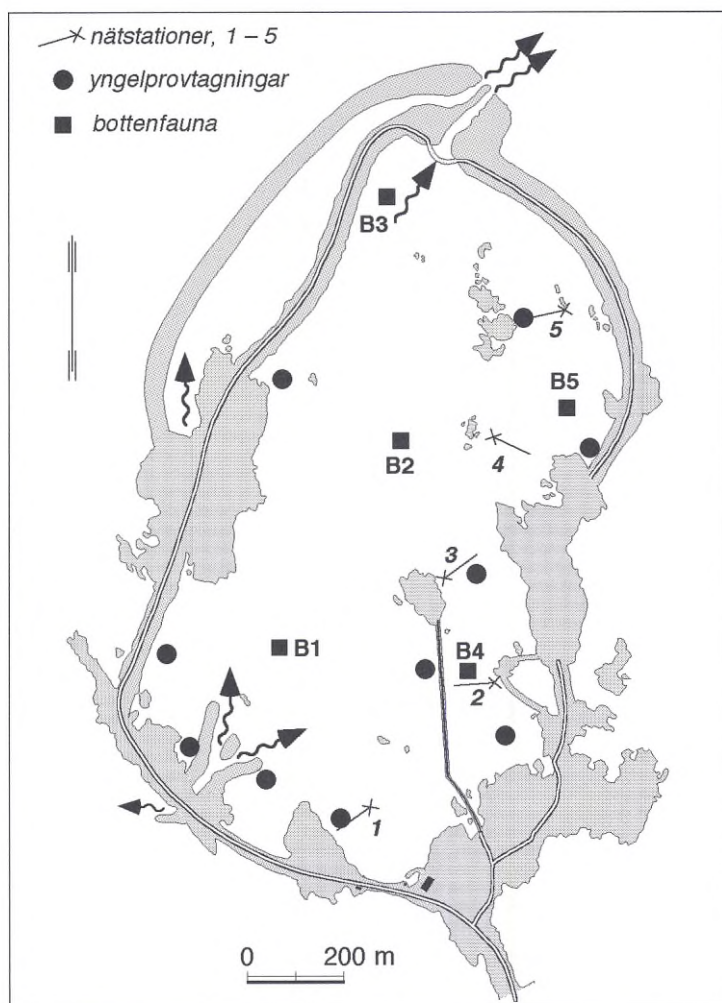 nätstationer, 1 – 5
yngelprovtagningar
bottenfauna
B3
5
B5
B2
4
3
B1
B4
2
1
0 200 m